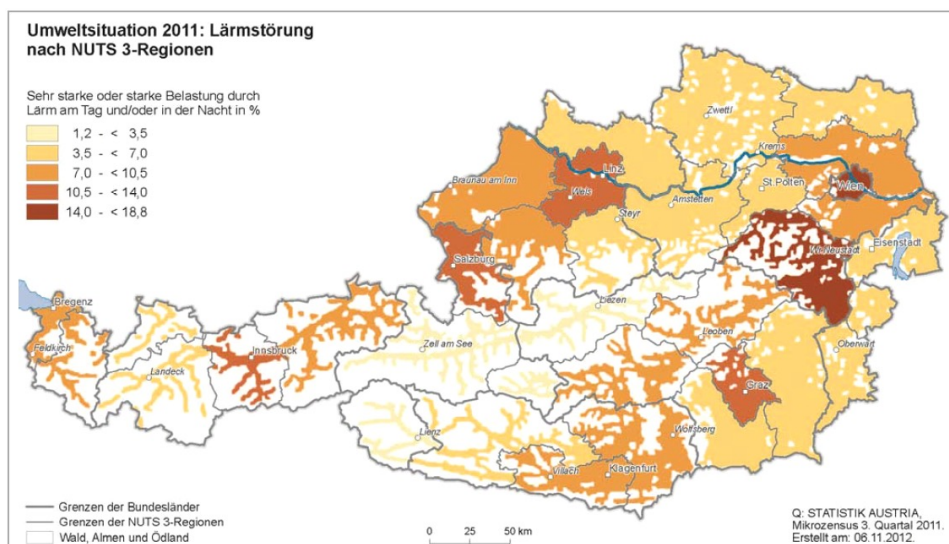 Umweltsituation 2011: Lärmstörung
nach NUTS 3-Regionen
Sehr starke oder starke Belastung durch
Lärm am Tag und/oder in der Nacht in %
1,2 - < 3,5
3,5 - < 7,0
7,0 - < 10,5
10,5 - < 14,0
14,0 - < 18,8
Zwettl
Krems
Linz
Braunau am Inn
Wels
St.Pölten
Wien
Amstetten
Steyr
Wr.Neustadt
Eisenstadt
Salzburg
Liezen
Bregenz
Leoben
Feldkirch
Innsbruck
Zell am See
Oberwart
Landeck
Graz
Lienz
Wolfsberg
Villach
Klagenfurt
Grenzen der Bundesländer
Grenzen der NUTS 3-Regionen
Wald, Almen und Ödland
0 25 50 km
Q: STATISTIK AUSTRIA,
Mikrozensus 3. Quartal 2011.
Erstellt am: 06.11.2012.